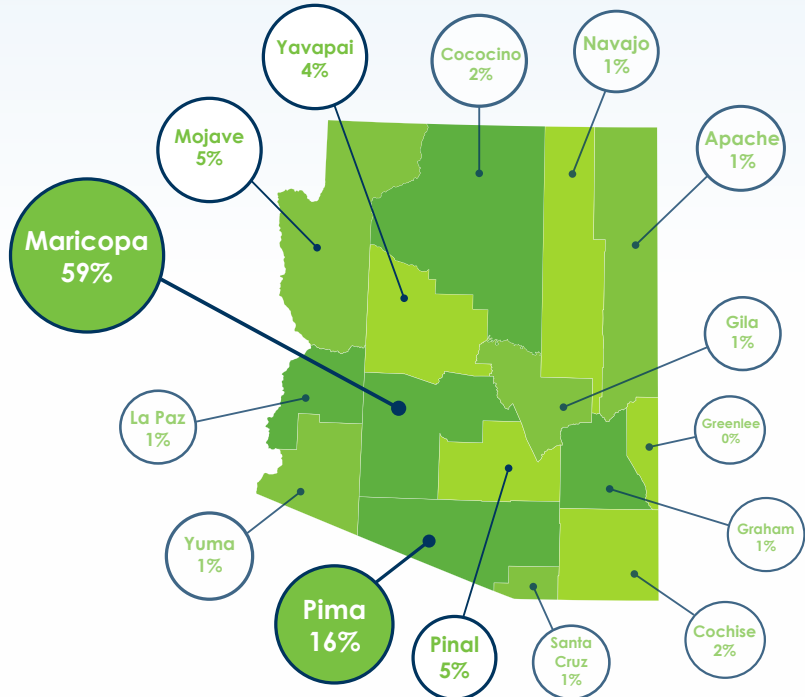 Yavapai
4%
Cococino
2%
Navajo
1%
Mojave
5%
Apache
1%
Maricopa
59%
Gila
1%
La Paz
1%
Greenlee
0%
Yuma
1%
Graham
1%
Pima
16%
Pinal
5%
Santa
Cruz
1%
Cochise
2%